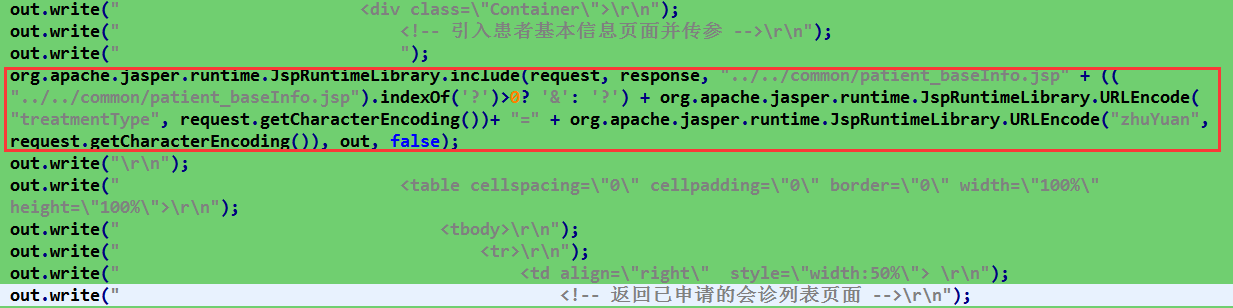 out.write("                        <div class=\"Container\">\r\n");
out.write("                            <!-- 引入患者基本信息页面并传参 -->\r\n");
out.write("                            ");
org.apache.jasper.runtime.JspRuntimeLibrary.include(request, response, "../../common/patient_baseInfo.jsp" + ((
"../../common/patient_baseInfo.jsp").indexOf('?')>0? '&': '?') + org.apache.jasper.runtime.JspRuntimeLibrary.URLEncode(
"treatmentType", request.getCharacterEncoding())+ "=" + org.apache.jasper.runtime.JspRuntimeLibrary.URLEncode("zhuYuan",
request.getCharacterEncoding()), out, false);
out.write("\r\n");
out.write("                            <table cellspacing=\"0\" cellpadding=\"0\" border=\"0\" width=\"100%\"
height=\"100%\">\r\n");
out.write("                                <tbody>\r\n");
out.write("                                    <tr>\r\n");
out.write("                                        <td align=\"right\"  style=\"width:50%\"> \r\n");
out.write("                                            <!-- 返回已申请的会诊列表页面 -->\r\n");